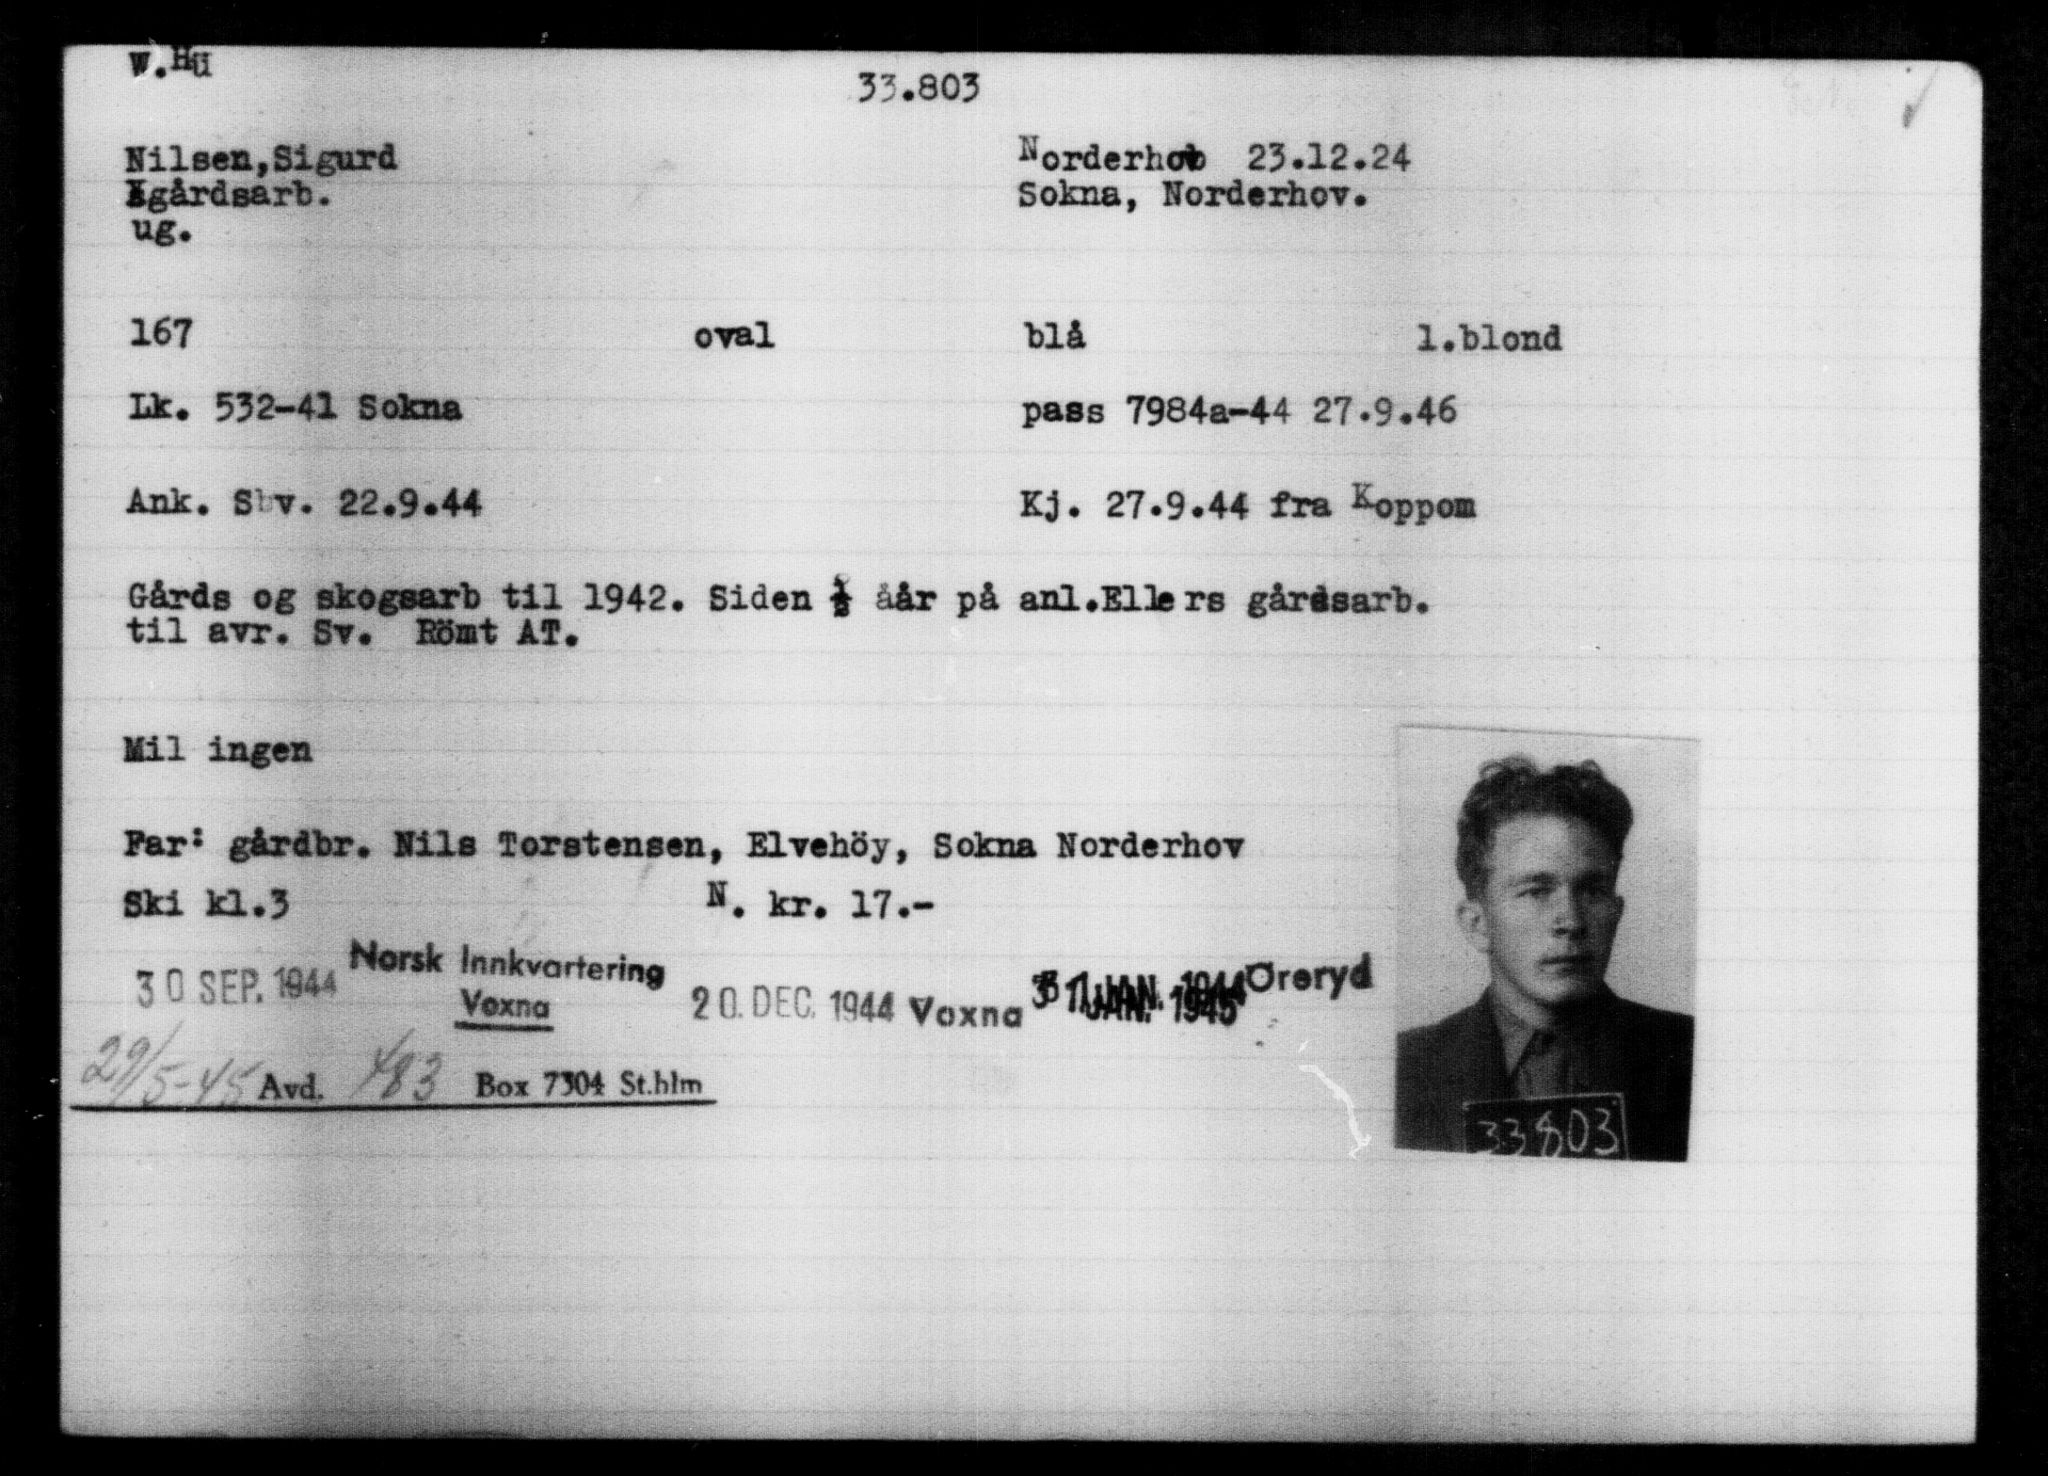 W.Hü
33.803
Nilsen,Sigurd Norderhov 23.12.24
gårdsarb. Sokna, Norderhov.
ug.
167 oval blå l.blond
Lk. 532-41 Sokna pass 7984a-44 27.9.46
Ank. Sv. 22.9.44 Kj. 27.9.44 fra Koppom
Gårds og skogsarb til 1942. Siden ½ åår på anl.Ellers gårdsarb.
til avr. Sv. Römt AT.
Mil ingen
Far: gårdbr. Nils Torstensen, Elvehöy, Sokna Norderhov
Ski kl.3 N. kr. 17.-
30 SEP. 1944 Norsk Innkvartering
Voxna
20. DEC. 1944 Voxna JAN. 1945 Öreryd
29/5-45 Avd. 483 Box 7304 St.hlm
33803